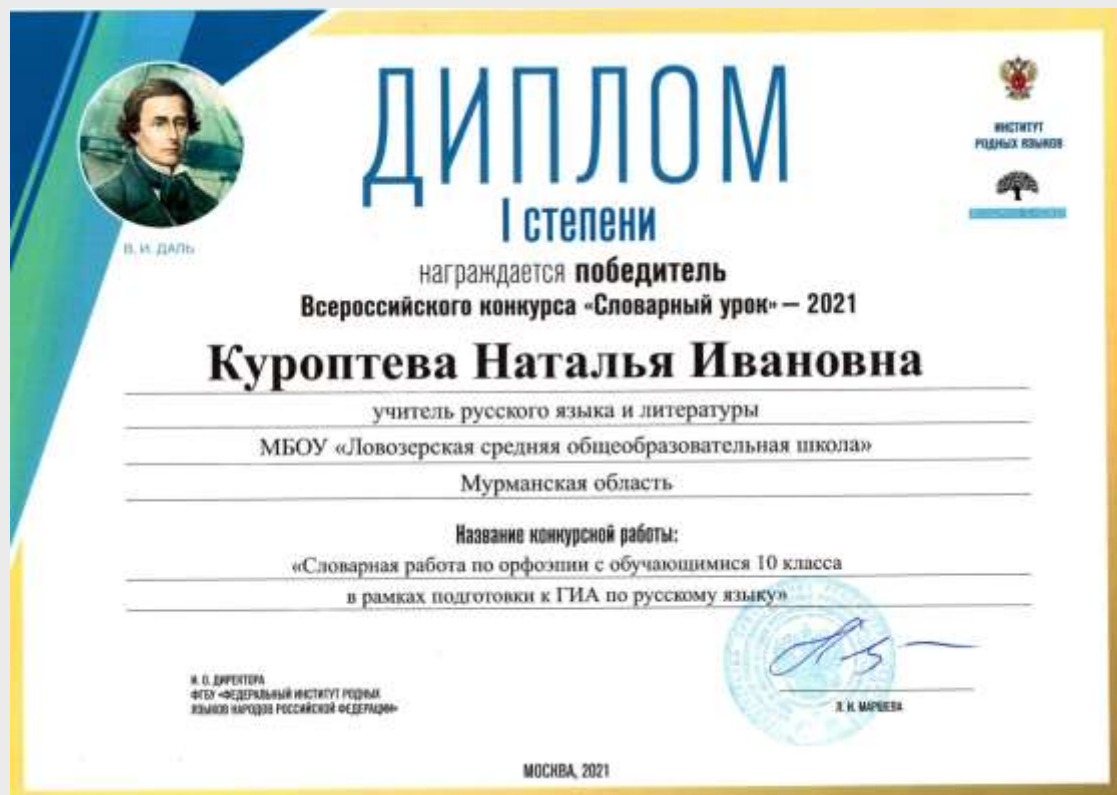 В. И. ДАЛЬ
ДИПЛОМ
I степени
награждается победитель
Всероссийского конкурса «Словарный урок» — 2021
Куроптева Наталья Ивановна
учитель русского языка и литературы
МБОУ «Ловозерская средняя общеобразовательная школа»
Мурманская область
Название конкурсной работы:
«Словарная работа по орфоэпии с обучающимися 10 класса
в рамках подготовки к ГИА по русскому языку»
И. О. ДИРЕКТОРА
ФГБУ «ФЕДЕРАЛЬНЫЙ ИНСТИТУТ РОДНЫХ
ЯЗЫКОВ НАРОДОВ РОССИЙСКОЙ ФЕДЕРАЦИИ»
Л. Н. МАРШЕВА
МОСКВА, 2021
ИНСТИТУТ
РОДНЫХ ЯЗЫКОВ